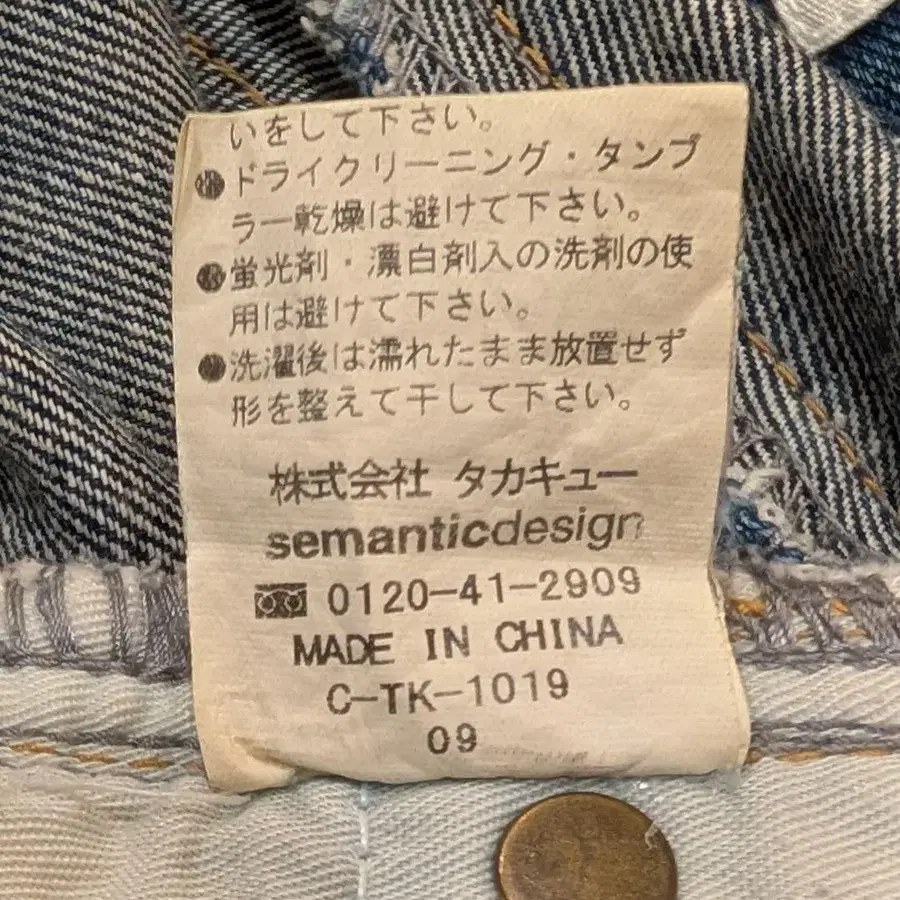 いをして下さい。
●ドライクリーニング・タンブ
ラー乾燥は避けて下さい。
●蛍光剤・漂白剤入の洗剤の使
用は避けて下さい。
●洗濯後は濡れたまま放置せず
形を整えて干して下さい。
株式会社 タカキュー
semanticdesign
0120-41-2909
MADE IN CHINA
C-TK-1019
09